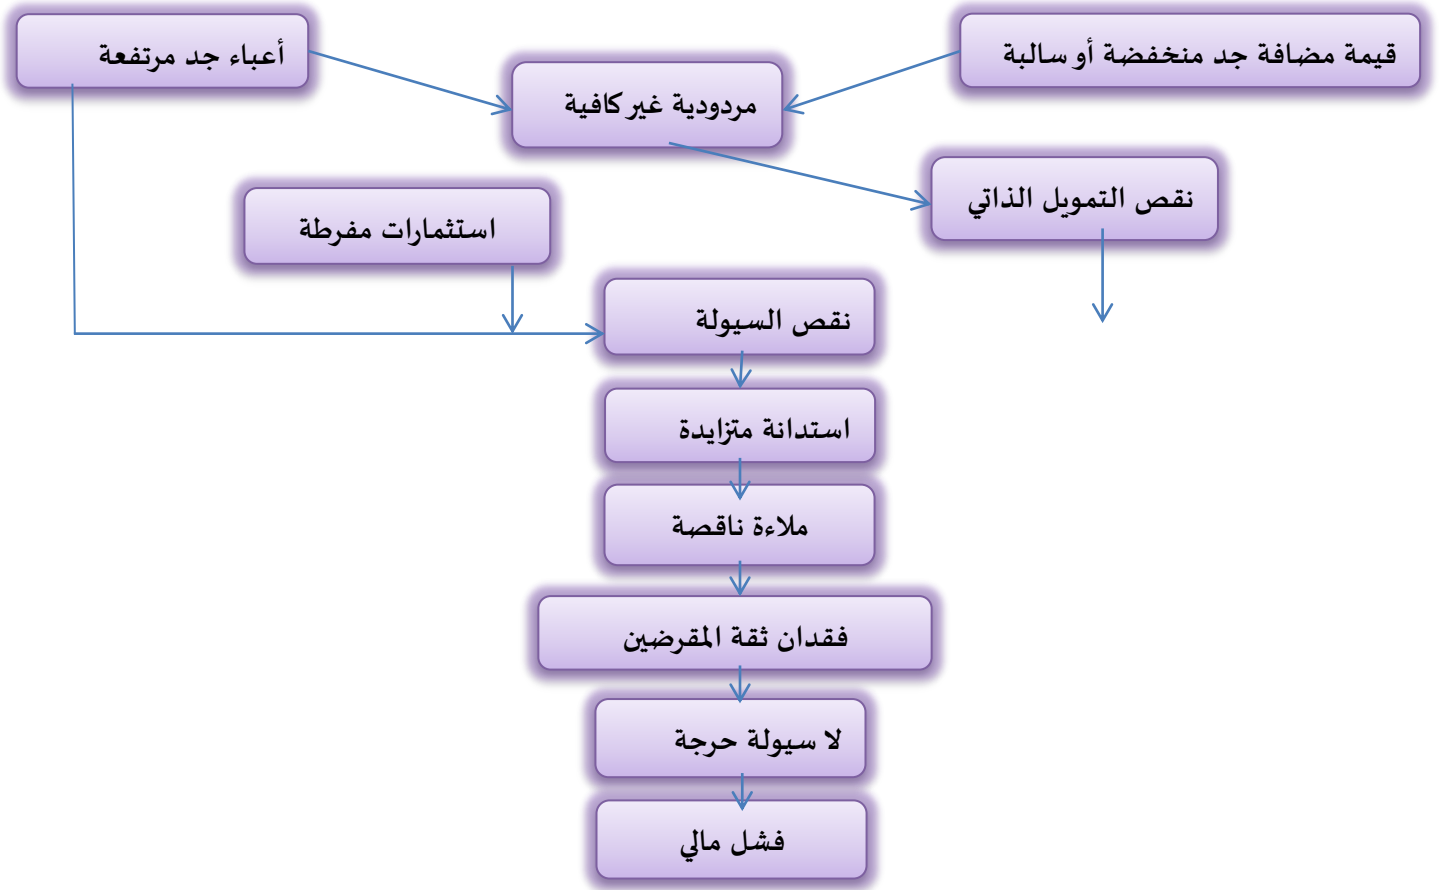 قيمة مضافة جد منخفضة أو سالبة
أعباء جد مرتفعة
مردودية غير كافية
نقص التمويل الذاتي
استثمارات مفرطة
نقص السيولة
استدانة متزايدة
ملاءة ناقصة
فقدان ثقة المقرضين
لا سيولة حرجة
فشل مالي